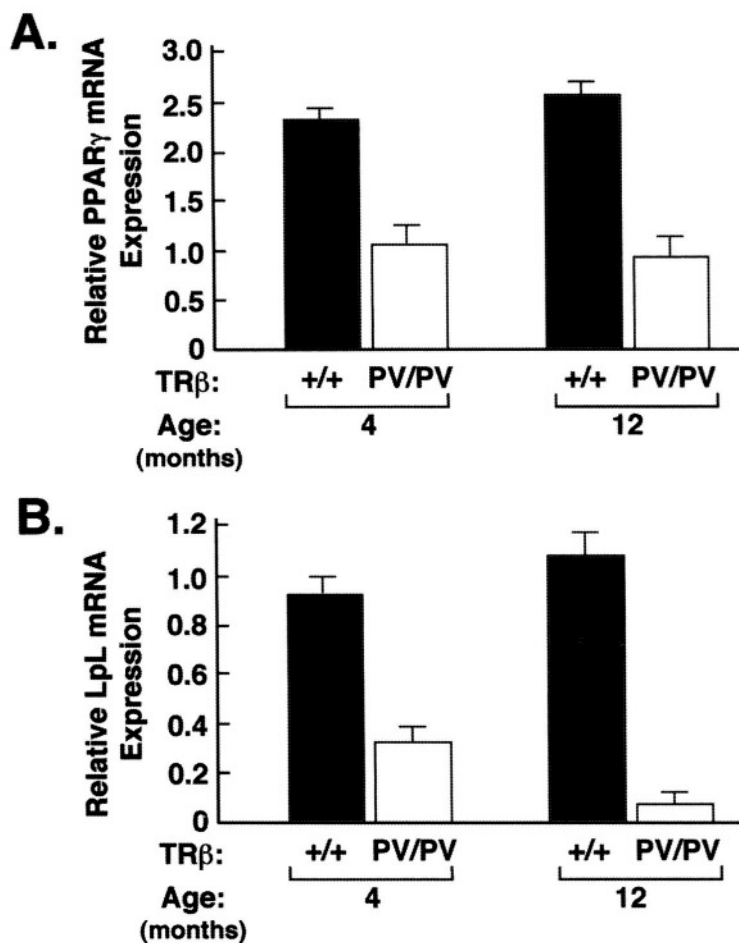 A.
Relative PPARγ mRNA
Expression
3.0
2.5
2.0
1.5
1.0
0.5
0
TRβ: +/+ PV/PV +/+ PV/PV
Age: 4 12
(months)
B.
Relative LpL mRNA
Expression
1.2
1.0
0.8
0.6
0.4
0.2
0
TRβ: +/+ PV/PV +/+ PV/PV
Age: 4 12
(months)